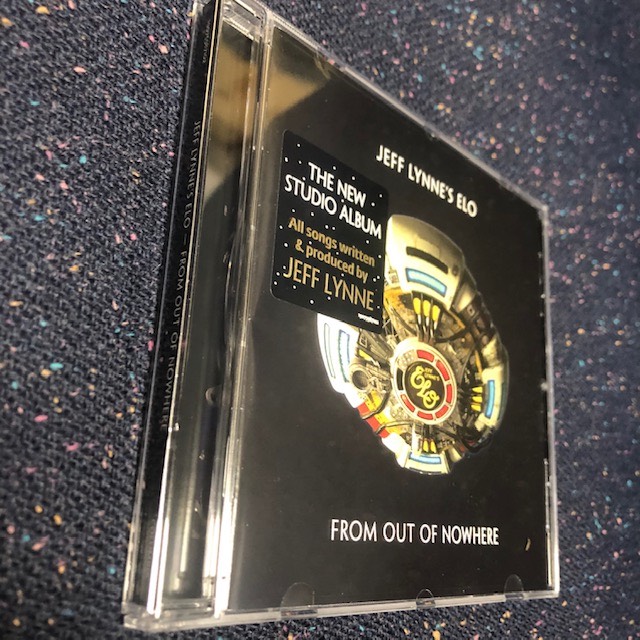 JEFF LYNNE'S ELO
THE NEW
STUDIO ALBUM
All songs written
& produced by
JEFF LYNNE
ELO
FROM OUT OF NOWHERE
JEFF LYNNE'S ELO – FROM OUT OF NOWHERE